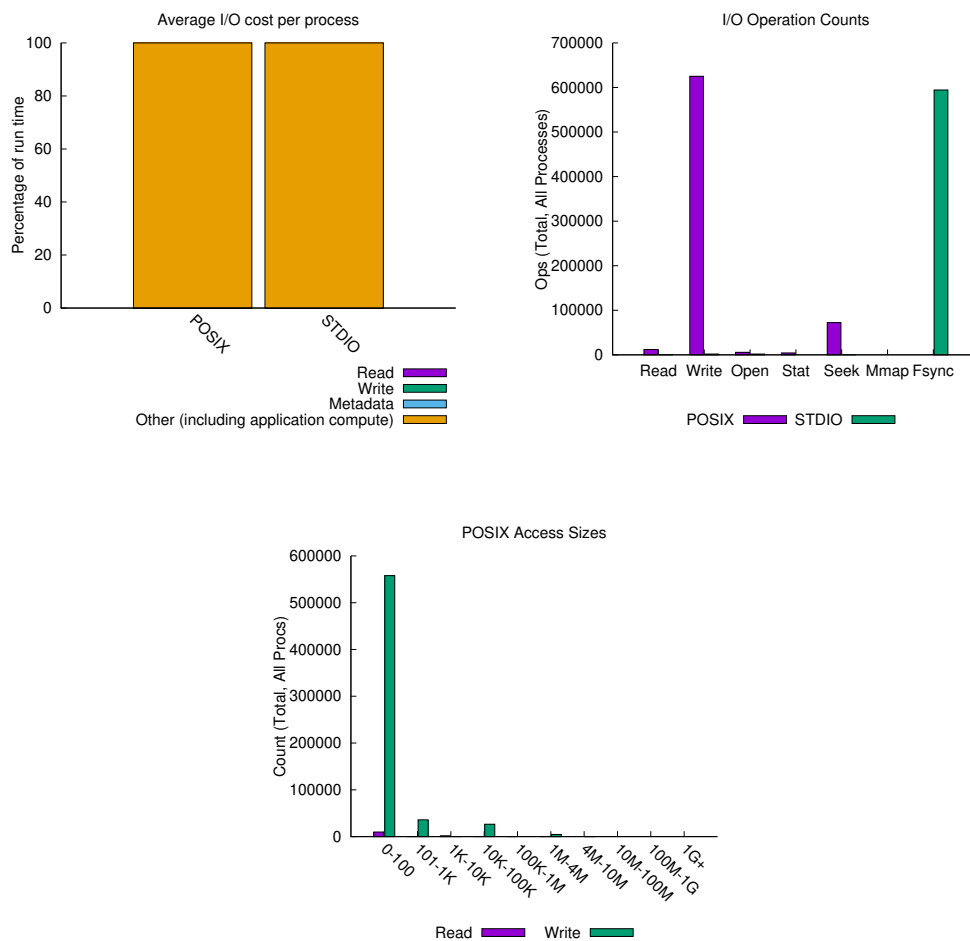 Average I/O cost per process
100
80
60
40
20
0
Percentage of run time
POSIX
STDIO
Read
Write
Metadata
Other (including application compute)
I/O Operation Counts
700000
600000
500000
400000
300000
200000
100000
0
Ops (Total, All Processes)
Read Write Open Stat Seek Mmap Fsync
POSIX STDIO
POSIX Access Sizes
600000
500000
400000
300000
200000
100000
0
Count (Total, All Procs)
0-100
101-1K
1K-10K
10K-100K
100K-1M
1M-4M
4M-10M
10M-100M
100M-1G
1G+
Read Write